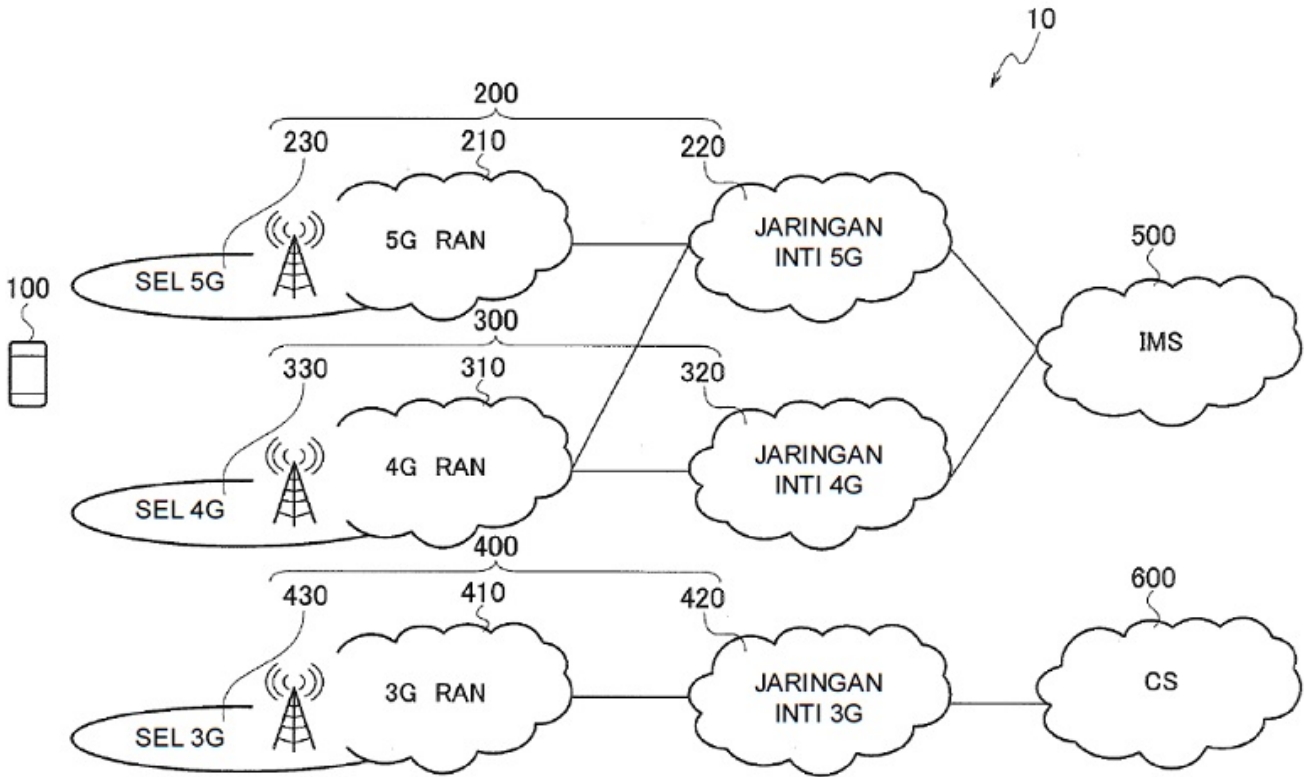 10
200
230
210
220
5G RAN
JARINGAN
INTI 5G
SEL 5G
500
IMS
100
300
330
310
320
4G RAN
JARINGAN
INTI 4G
SEL 4G
400
430
410
420
600
3G RAN
JARINGAN
INTI 3G
CS
SEL 3G